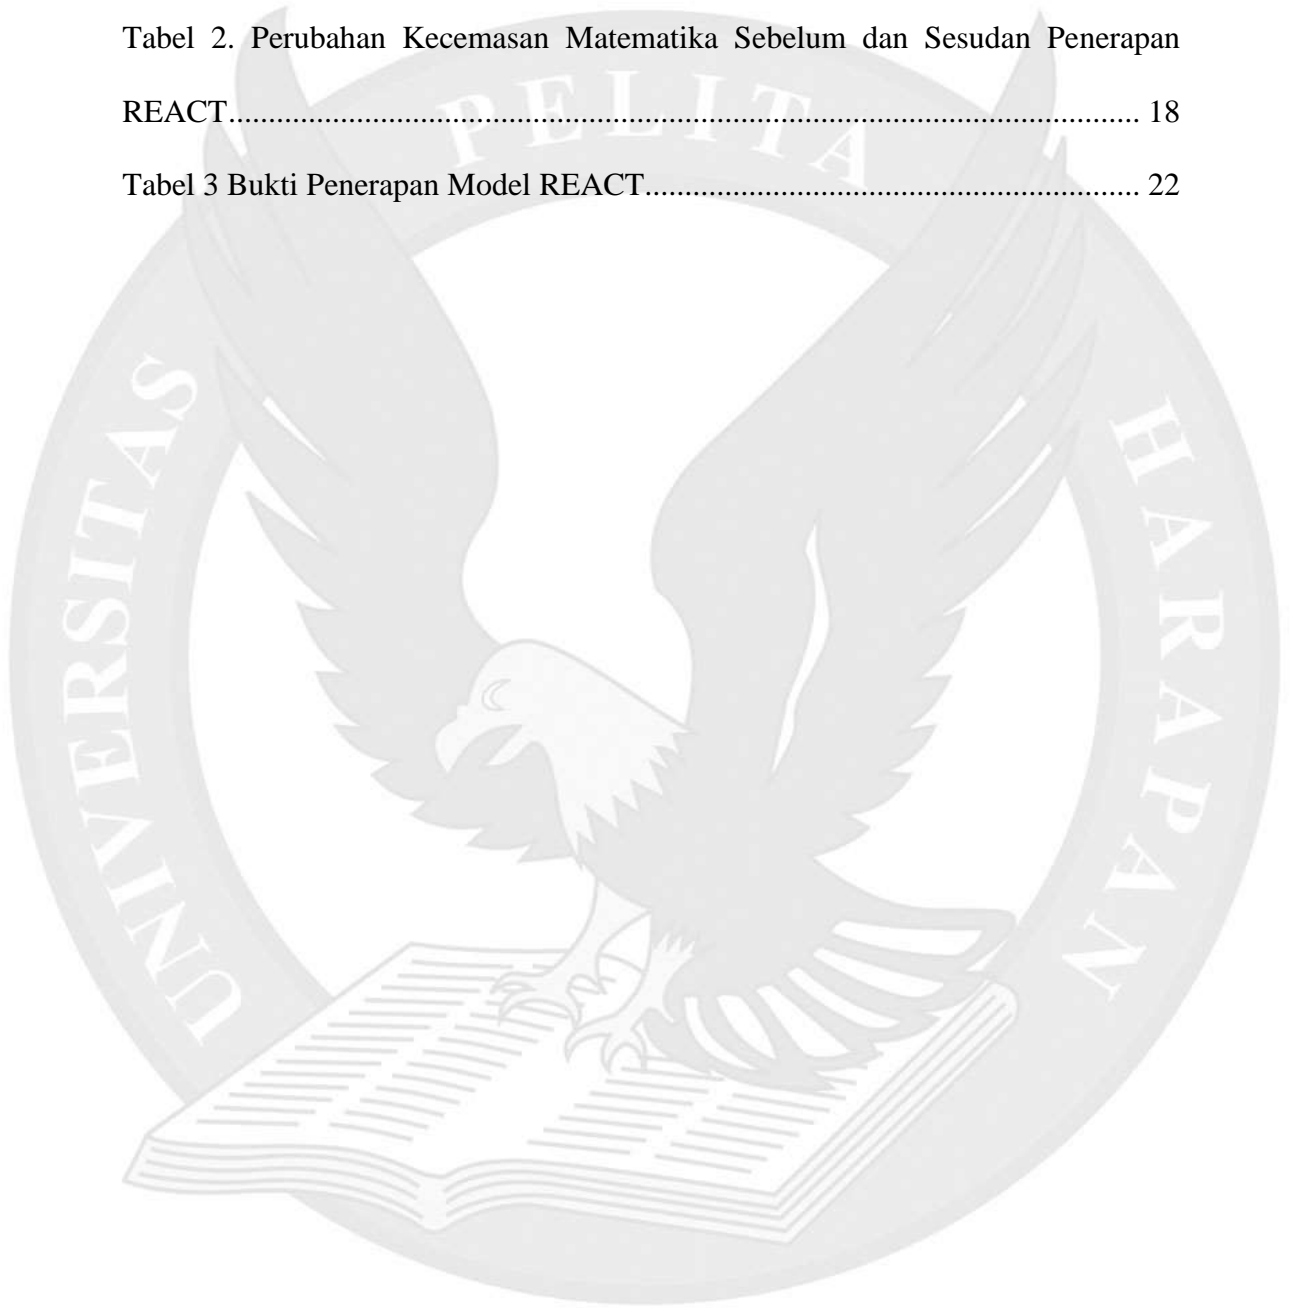 Tabel 2. Perubahan Kecemasan Matematika Sebelum dan Sesudan Penerapan
REACT.................................................................................................................. 18
Tabel 3 Bukti Penerapan Model REACT.............................................................. 22
UNIVERSITAS PELITA HARAPAN